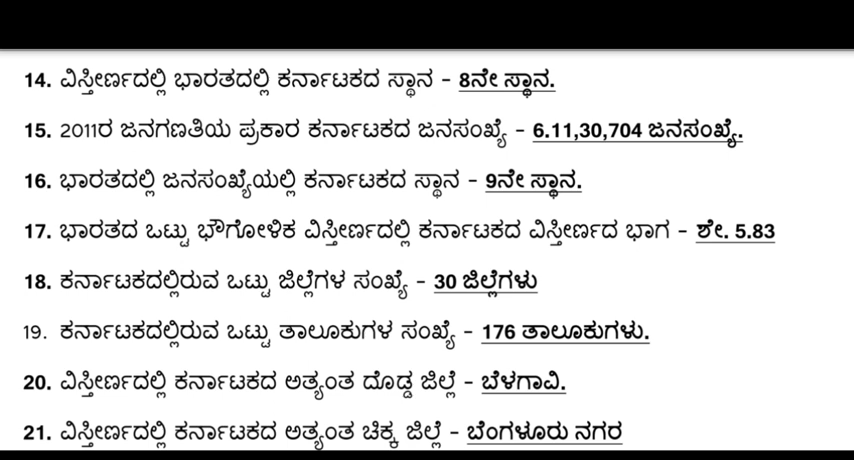 14. ವಿಸ್ತೀರ್ಣದಲ್ಲಿ ಭಾರತದಲ್ಲಿ ಕರ್ನಾಟಕದ ಸ್ಥಾನ - 8ನೇ ಸ್ಥಾನ.
15. 2011ರ ಜನಗಣತಿಯ ಪ್ರಕಾರ ಕರ್ನಾಟಕದ ಜನಸಂಖ್ಯೆ - 6.11,30,704 ಜನಸಂಖ್ಯೆ.
16. ಭಾರತದಲ್ಲಿ ಜನಸಂಖ್ಯೆಯಲ್ಲಿ ಕರ್ನಾಟಕದ ಸ್ಥಾನ - 9ನೇ ಸ್ಥಾನ.
17. ಭಾರತದ ಒಟ್ಟು ಭೌಗೋಳಿಕ ವಿಸ್ತೀರ್ಣದಲ್ಲಿ ಕರ್ನಾಟಕದ ವಿಸ್ತೀರ್ಣದ ಭಾಗ - ಶೇ. 5.83
18. ಕರ್ನಾಟಕದಲ್ಲಿರುವ ಒಟ್ಟು ಜಿಲ್ಲೆಗಳ ಸಂಖ್ಯೆ - 30 ಜಿಲ್ಲೆಗಳು
19. ಕರ್ನಾಟಕದಲ್ಲಿರುವ ಒಟ್ಟು ತಾಲೂಕುಗಳ ಸಂಖ್ಯೆ - 176 ತಾಲೂಕುಗಳು.
20. ವಿಸ್ತೀರ್ಣದಲ್ಲಿ ಕರ್ನಾಟಕದ ಅತ್ಯಂತ ದೊಡ್ಡ ಜಿಲ್ಲೆ - ಬೆಳಗಾವಿ.
21. ವಿಸ್ತೀರ್ಣದಲ್ಲಿ ಕರ್ನಾಟಕದ ಅತ್ಯಂತ ಚಿಕ್ಕ ಜಿಲ್ಲೆ - ಬೆಂಗಳೂರು ನಗರ